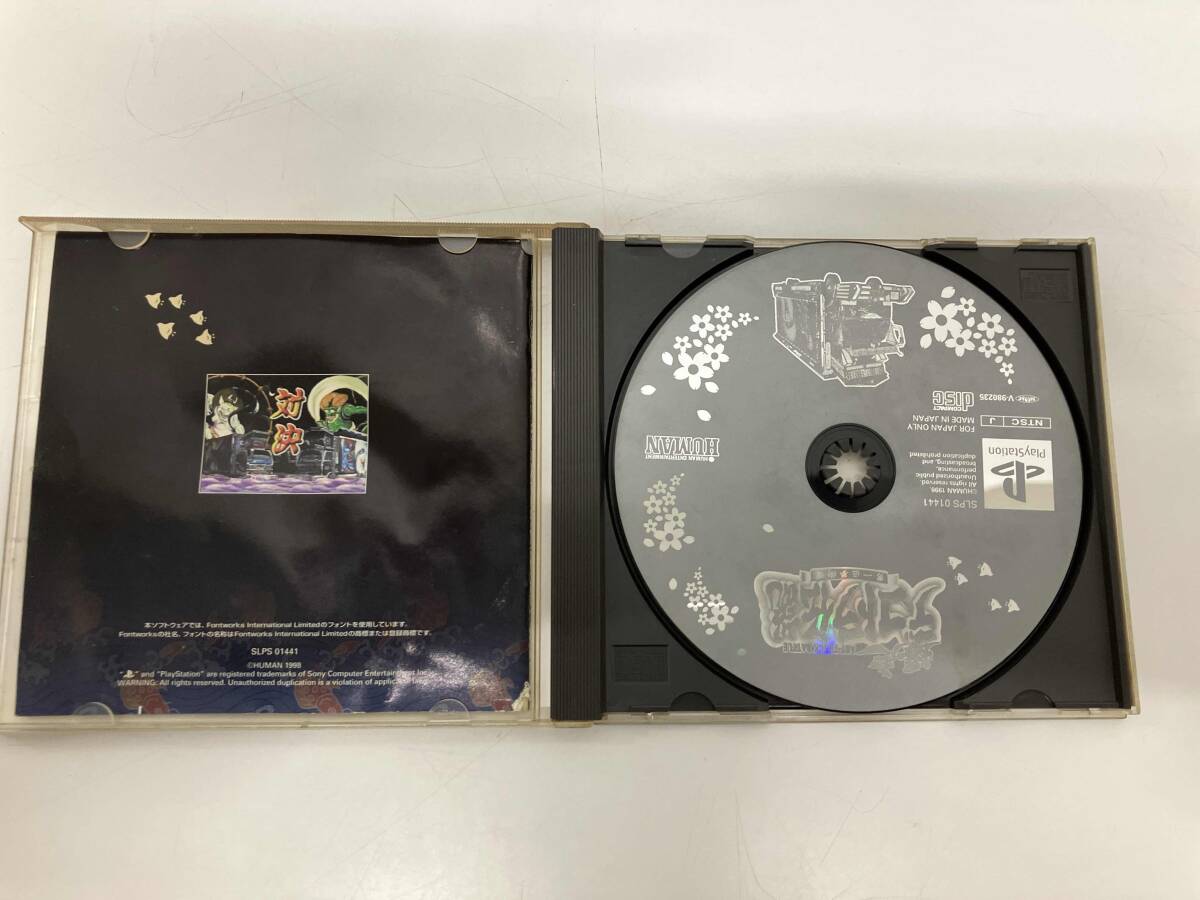 対決
本ソフトウェアでは、Fontworks International Limitedのフォントを使用しています。
Fontworksの社名、フォントの名称はFontworks International Limitedの商標または登録商標です。
SLPS 01441
©HUMAN 1998
"PS" and "PlayStation" are registered trademarks of Sony Computer Entertainment Inc.
WARNING: All rights reserved. Unauthorized duplication is a violation of applicable laws.
PlayStation
SLPS 01441
©HUMAN 1998
All rights reserved.
Unauthorized public
performance,
broadcasting, and
duplication prohibited
NTSC J
FOR JAPAN ONLY
MADE IN JAPAN
V-980235
COMPACT
disc
HUMAN ENTERTAINMENT
HUMAN